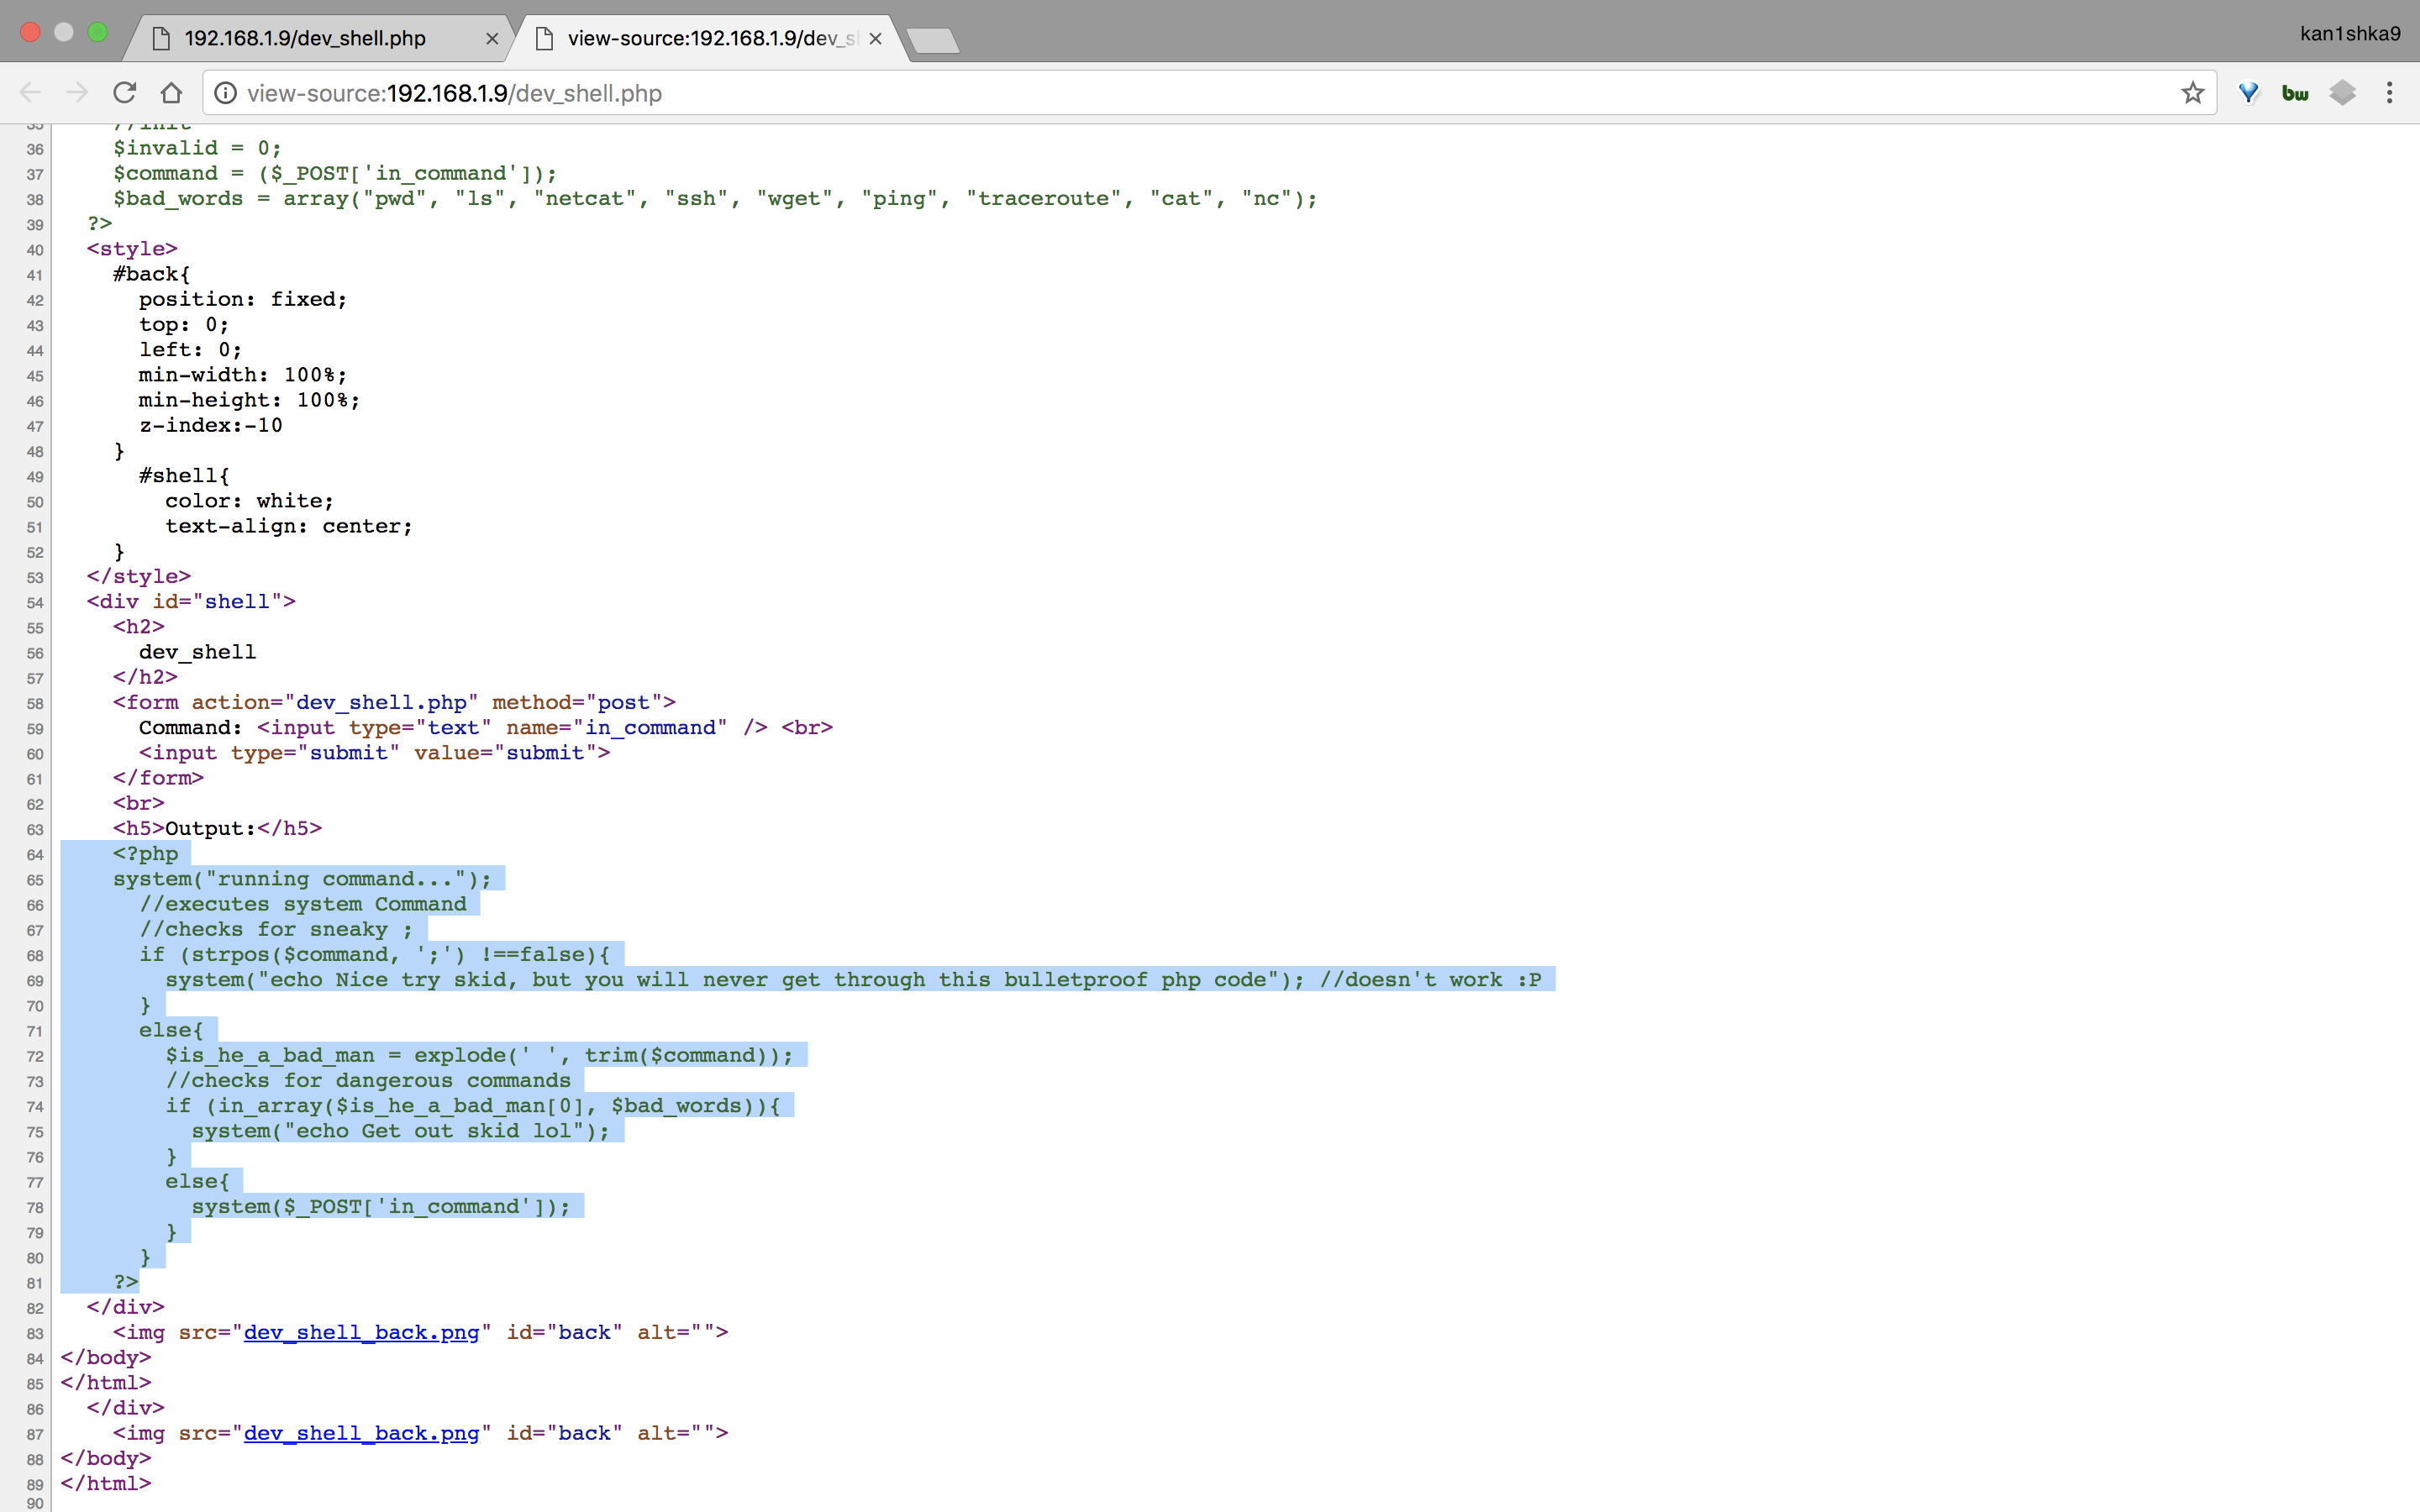 192.168.1.9/dev_shell.php
view-source:192.168.1.9/dev_s
kan1shka9
view-source:192.168.1.9/dev_shell.php
bw
35 //init
36 $invalid = 0;
37 $command = ($_POST['in_command']);
38 $bad_words = array("pwd", "ls", "netcat", "ssh", "wget", "ping", "traceroute", "cat", "nc");
39 ?>
40 <style>
41 #back{
42 position: fixed;
43 top: 0;
44 left: 0;
45 min-width: 100%;
46 min-height: 100%;
47 z-index:-10
48 }
49 #shell{
50 color: white;
51 text-align: center;
52 }
53 </style>
54 <div id="shell">
55 <h2>
56 dev_shell
57 </h2>
58 <form action="dev_shell.php" method="post">
59 Command: <input type="text" name="in_command" /> <br>
60 <input type="submit" value="submit">
61 </form>
62 <br>
63 <h5>Output:</h5>
64 <?php
65 system("running command...");
66 //executes system Command
67 //checks for sneaky ;
68 if (strpos($command, ';') !==false){
69 system("echo Nice try skid, but you will never get through this bulletproof php code"); //doesn't work :P
70 }
71 else{
72 $is_he_a_bad_man = explode(' ', trim($command));
73 //checks for dangerous commands
74 if (in_array($is_he_a_bad_man[0], $bad_words)){
75 system("echo Get out skid lol");
76 }
77 else{
78 system($_POST['in_command']);
79 }
80 }
81 ?>
82 </div>
83 <img src="dev_shell_back.png" id="back" alt="">
84 </body>
85 </html>
86 </div>
87 <img src="dev_shell_back.png" id="back" alt="">
88 </body>
89 </html>
90